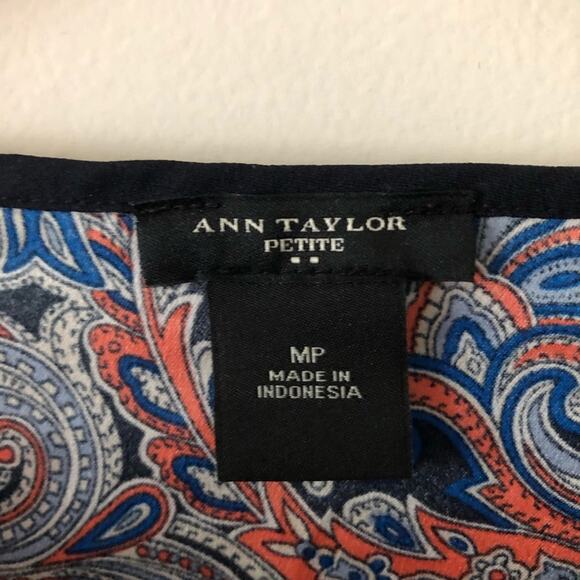 ANN TAYLOR
PETITE
MP
MADE IN
INDONESIA